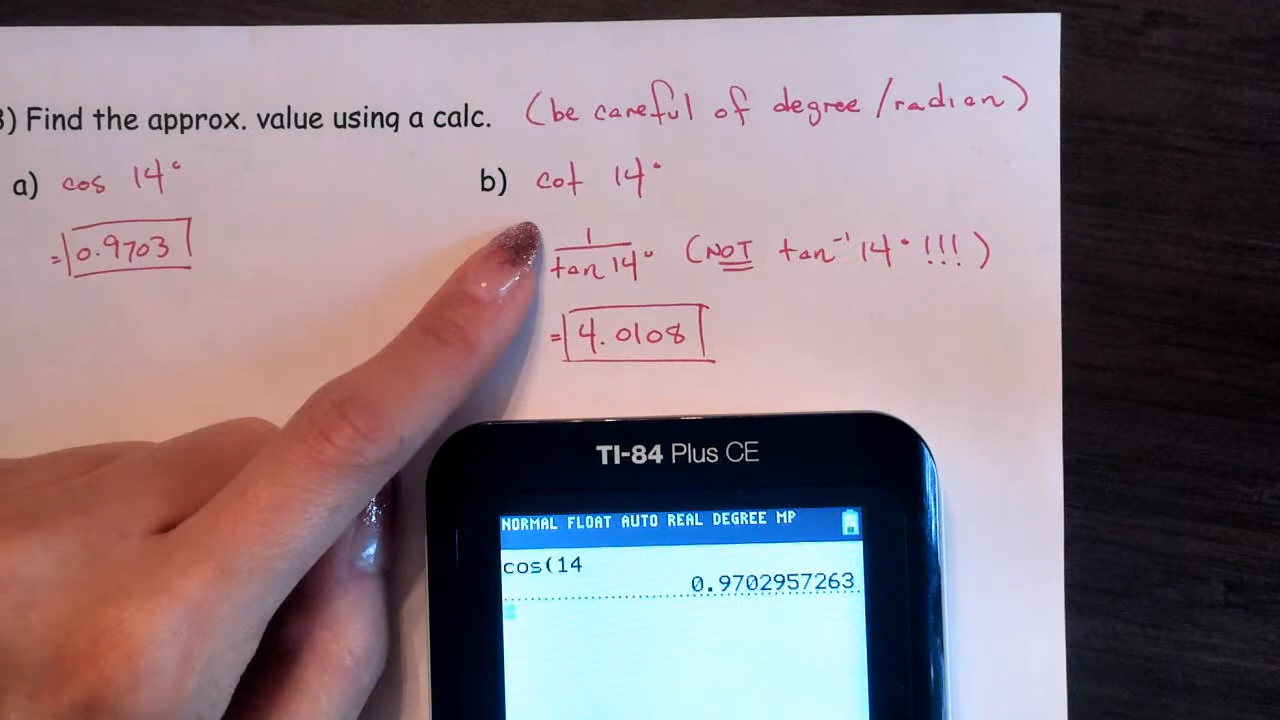 3) Find the approx. value using a calc. (be careful of degree/radian)
a) cos 14°
= 0.9703
b) cot 14°
1
tan 14° (NOT tan⁻¹ 14° !!!)
= 4.0108
TI-84 Plus CE
NORMAL FLOAT AUTO REAL DEGREE MP
cos(14
0.9702957263